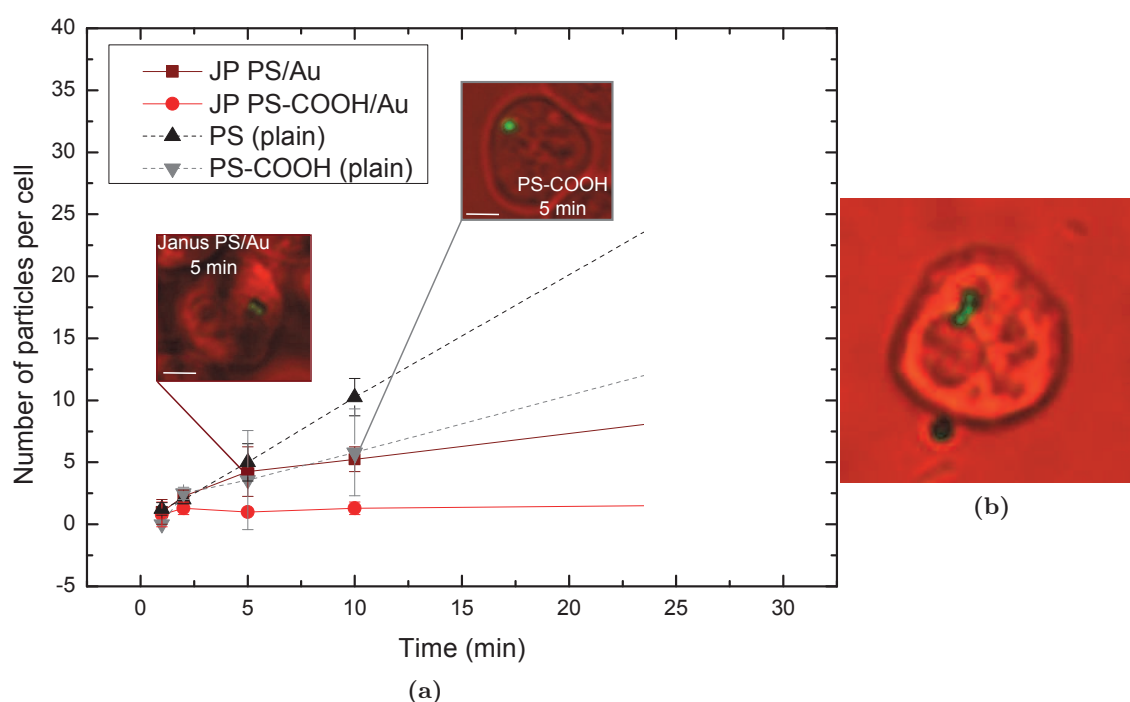 Number of particles per cell
40
35
30
25
20
15
10
5
0
-5
JP PS/Au
JP PS-COOH/Au
PS (plain)
PS-COOH (plain)
Janus PS/Au
5 min
PS-COOH
5 min
0 5 10 15 20 25 30
Time (min)
(a)
(b)